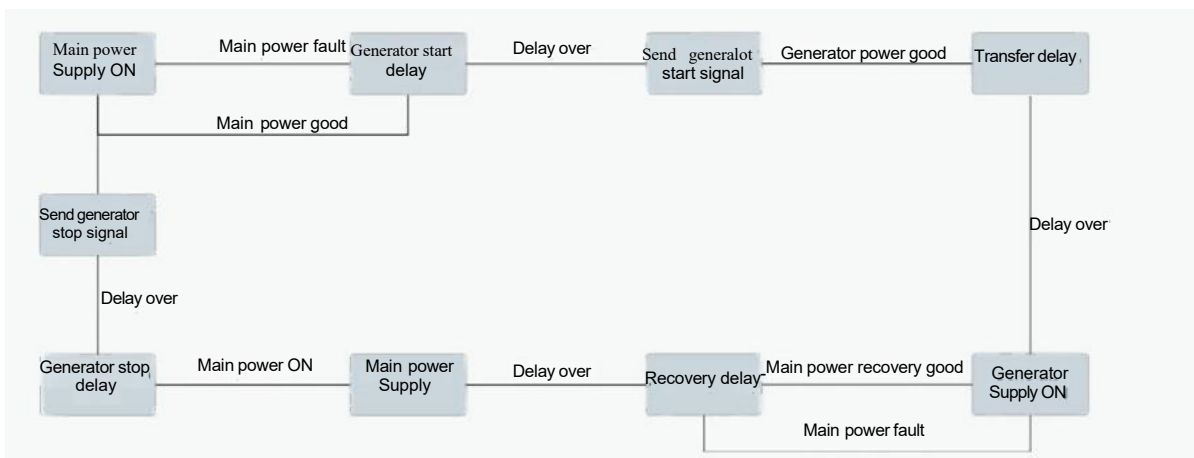 Main power
Supply ON
Main power fault
Generator start
delay
Delay over
Send generalot
start signal
Generator power good
Transfer delay
Main power good
Send generator
stop signal
Delay over
Delay over
Generator stop
delay
Main power ON
Main power
Supply
Delay over
Recovery delay
Main power recovery good
Generator
Supply ON
Main power fault